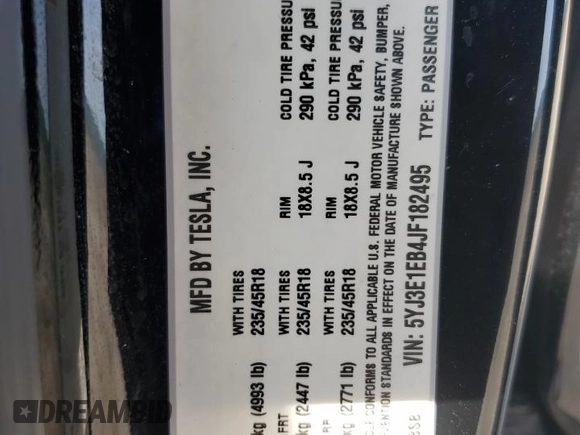 MFD BY TESLA, INC.
kg (4993 lb) WITH TIRES 235/45R18
FRT WITH TIRES RIM COLD TIRE PRESSU
kg (2447 lb) 235/45R18 18X8.5 J 290 kPa, 42 psi
WITH TIRES RIM COLD TIRE PRESSU
kg (2771 lb) 235/45R18 18X8.5 J 290 kPa, 42 psi
CONFORMS TO ALL APPLICABLE U.S. FEDERAL MOTOR VEHICLE SAFETY, BUMPER,
STANDARDS IN EFFECT ON THE DATE OF MANUFACTURE SHOWN ABOVE.
VIN: 5YJ3E1EB4JF182495 TYPE: PASSENGER
DreamBid